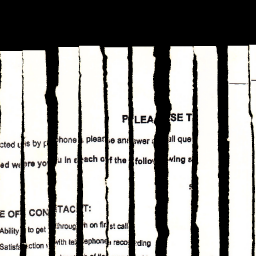 PLEASE T
cted us by phone please answer all que
ed were you in each of the following s
E OF CONTACT:
Ability to get through on first call
Satisfaction with telephone recording